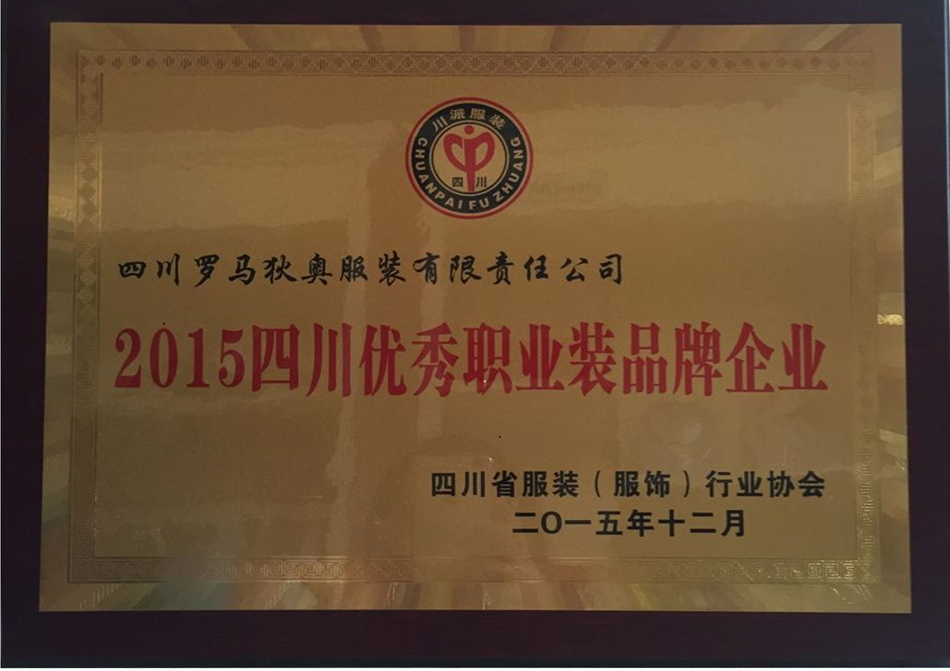 川派服装
四川
CHUANPAI FU ZHUANG
四川罗马狄奥服装有限责任公司
2015四川优秀职业装品牌企业
四川省服装（服饰）行业协会
二〇一五年十二月